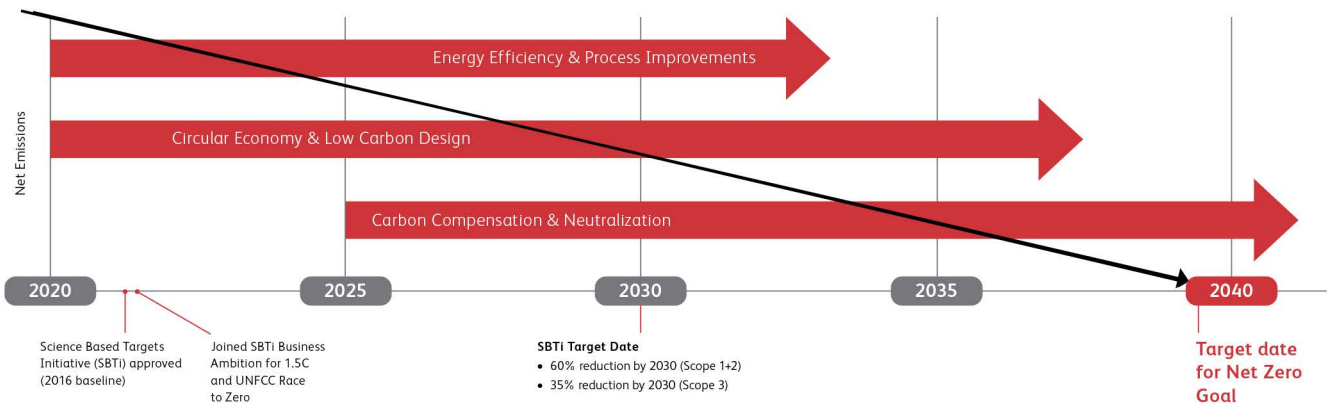 Net Emissions
Energy Efficiency & Process Improvements
Circular Economy & Low Carbon Design
Carbon Compensation & Neutralization
2020
2025
2030
2035
2040
Science Based Targets
Initiative (SBTi) approved
(2016 baseline)
Joined SBTi Business
Ambition for 1.5C
and UNFCC Race
to Zero
SBTi Target Date
• 60% reduction by 2030 (Scope 1+2)
• 35% reduction by 2030 (Scope 3)
Target date
for Net Zero
Goal